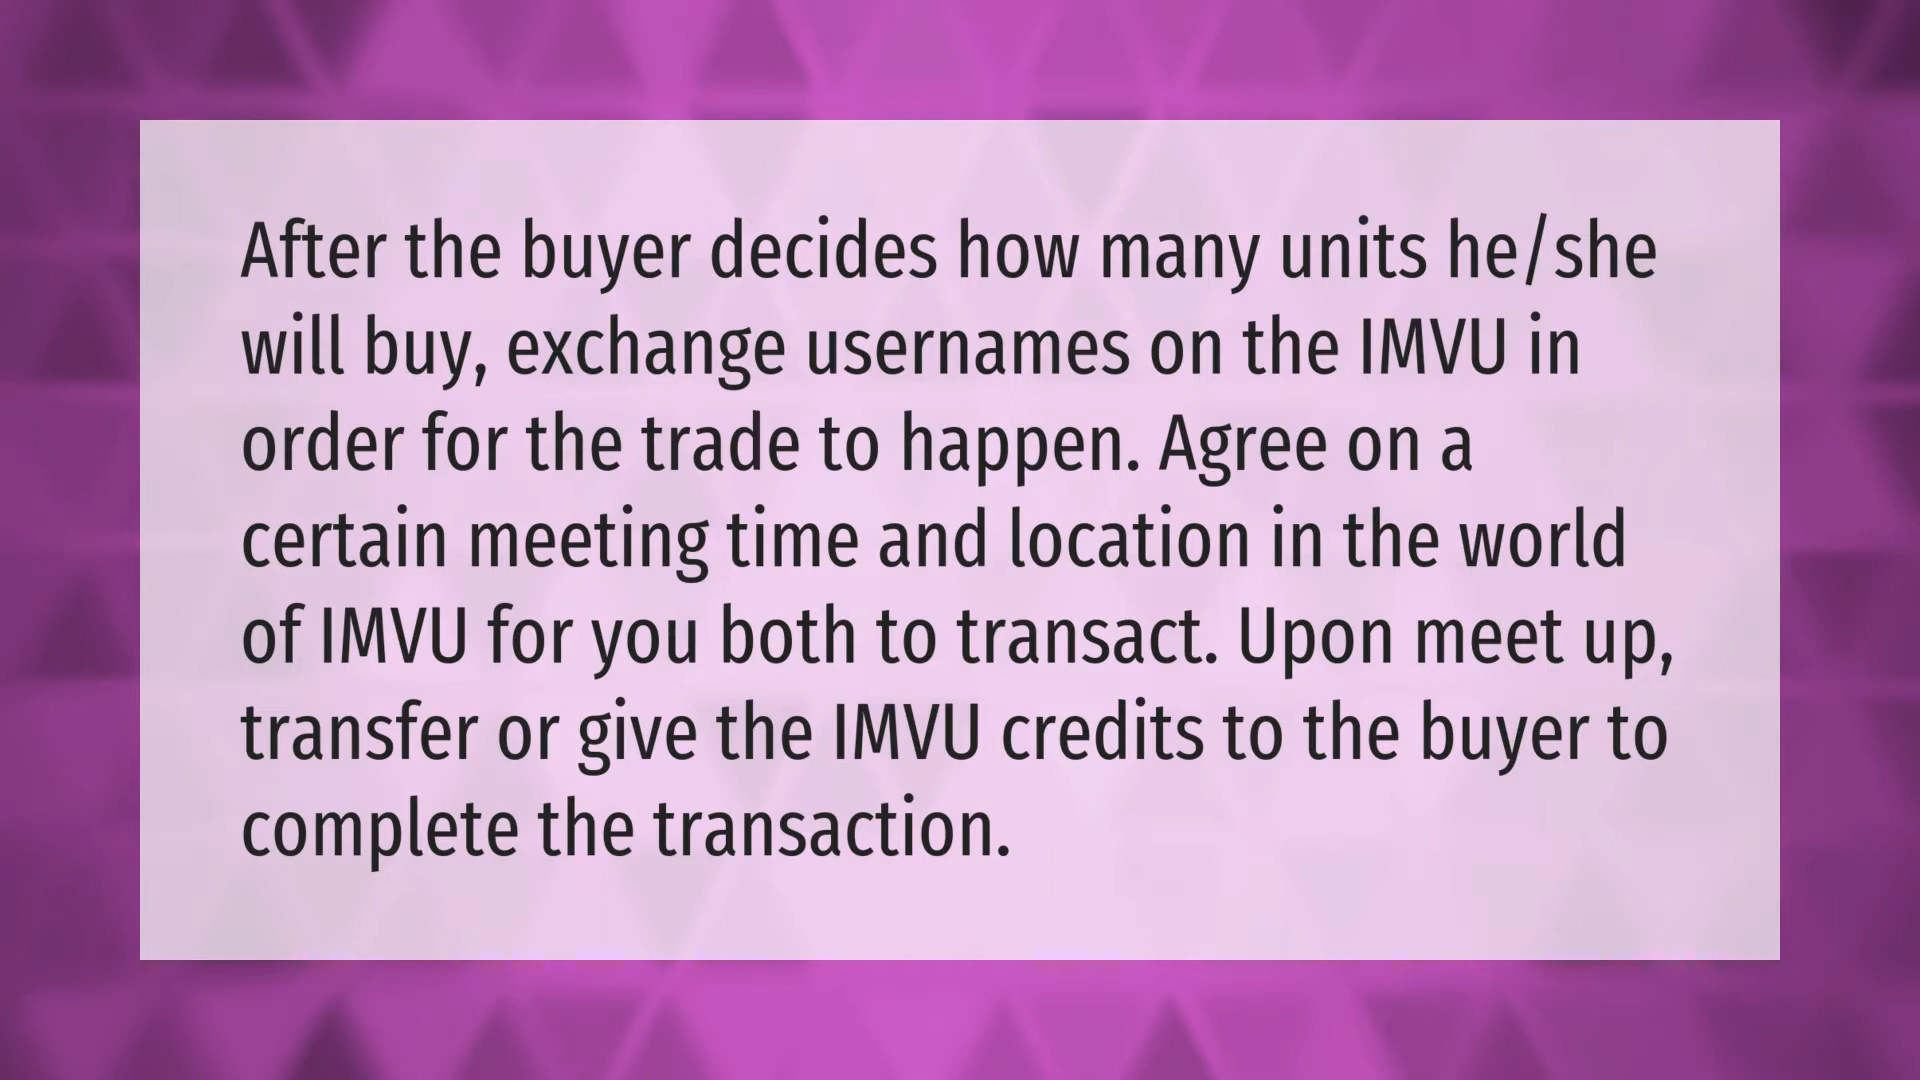 After the buyer decides how many units he/she
will buy, exchange usernames on the IMVU in
order for the trade to happen. Agree on a
certain meeting time and location in the world
of IMVU for you both to transact. Upon meet up,
transfer or give the IMVU credits to the buyer to
complete the transaction.